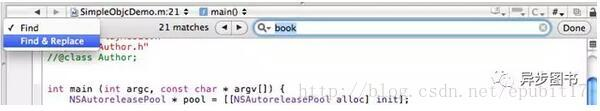 SimpleObjcDemo.m:21 main()
✓ Find 21 matches book Done
Find & Replace
Author.h"
//@class Author;
int main (int argc, const char * argv[]) {
NSAutoreleasePool * pool = [[NSAutoreleasePool alloc] init];
http://blog.csdn.net/epubit17
异步图书